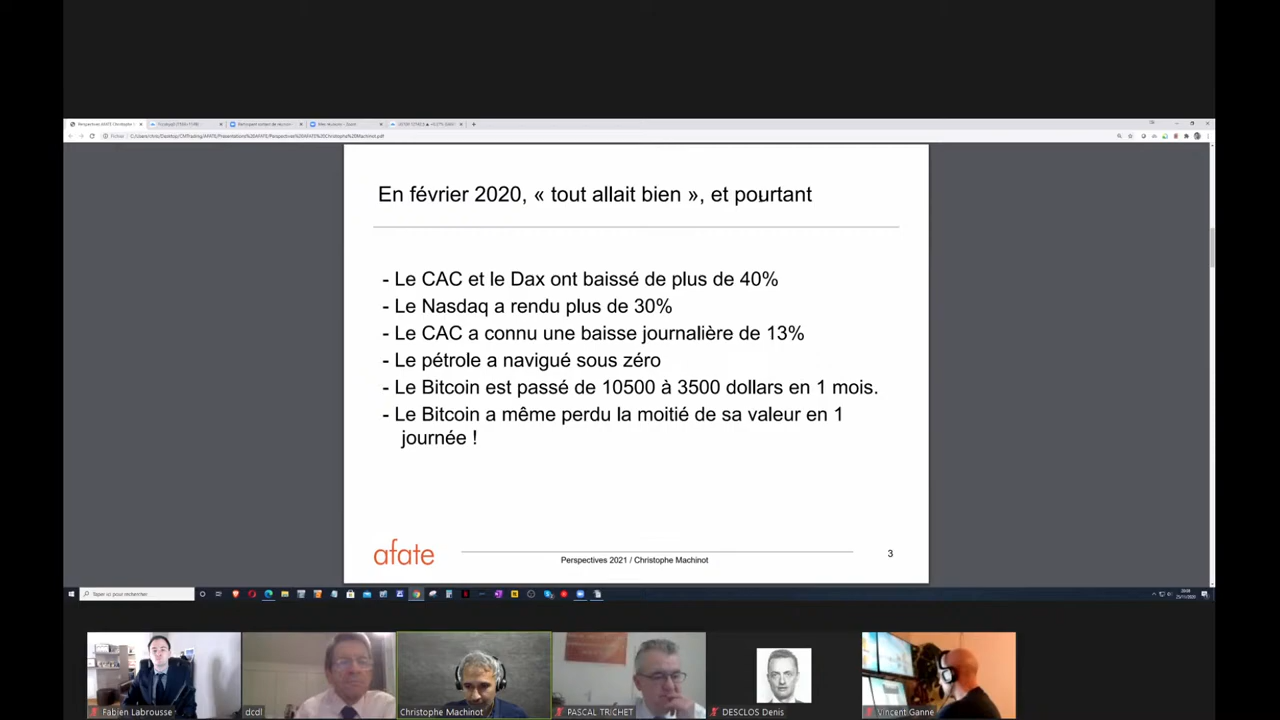 En février 2020, « tout allait bien », et pourtant
- Le CAC et le Dax ont baissé de plus de 40%
- Le Nasdaq a rendu plus de 30%
- Le CAC a connu une baisse journalière de 13%
- Le pétrole a navigué sous zéro
- Le Bitcoin est passé de 10500 à 3500 dollars en 1 mois.
- Le Bitcoin a même perdu la moitié de sa valeur en 1
journée !
afate
Perspectives 2021 / Christophe Machinot
3
Taper ici pour rechercher
Fabien Labrousse
dcdl
Christophe Machinot
PASCAL TRICHET
DESCLOS Denis
Vincent Ganne